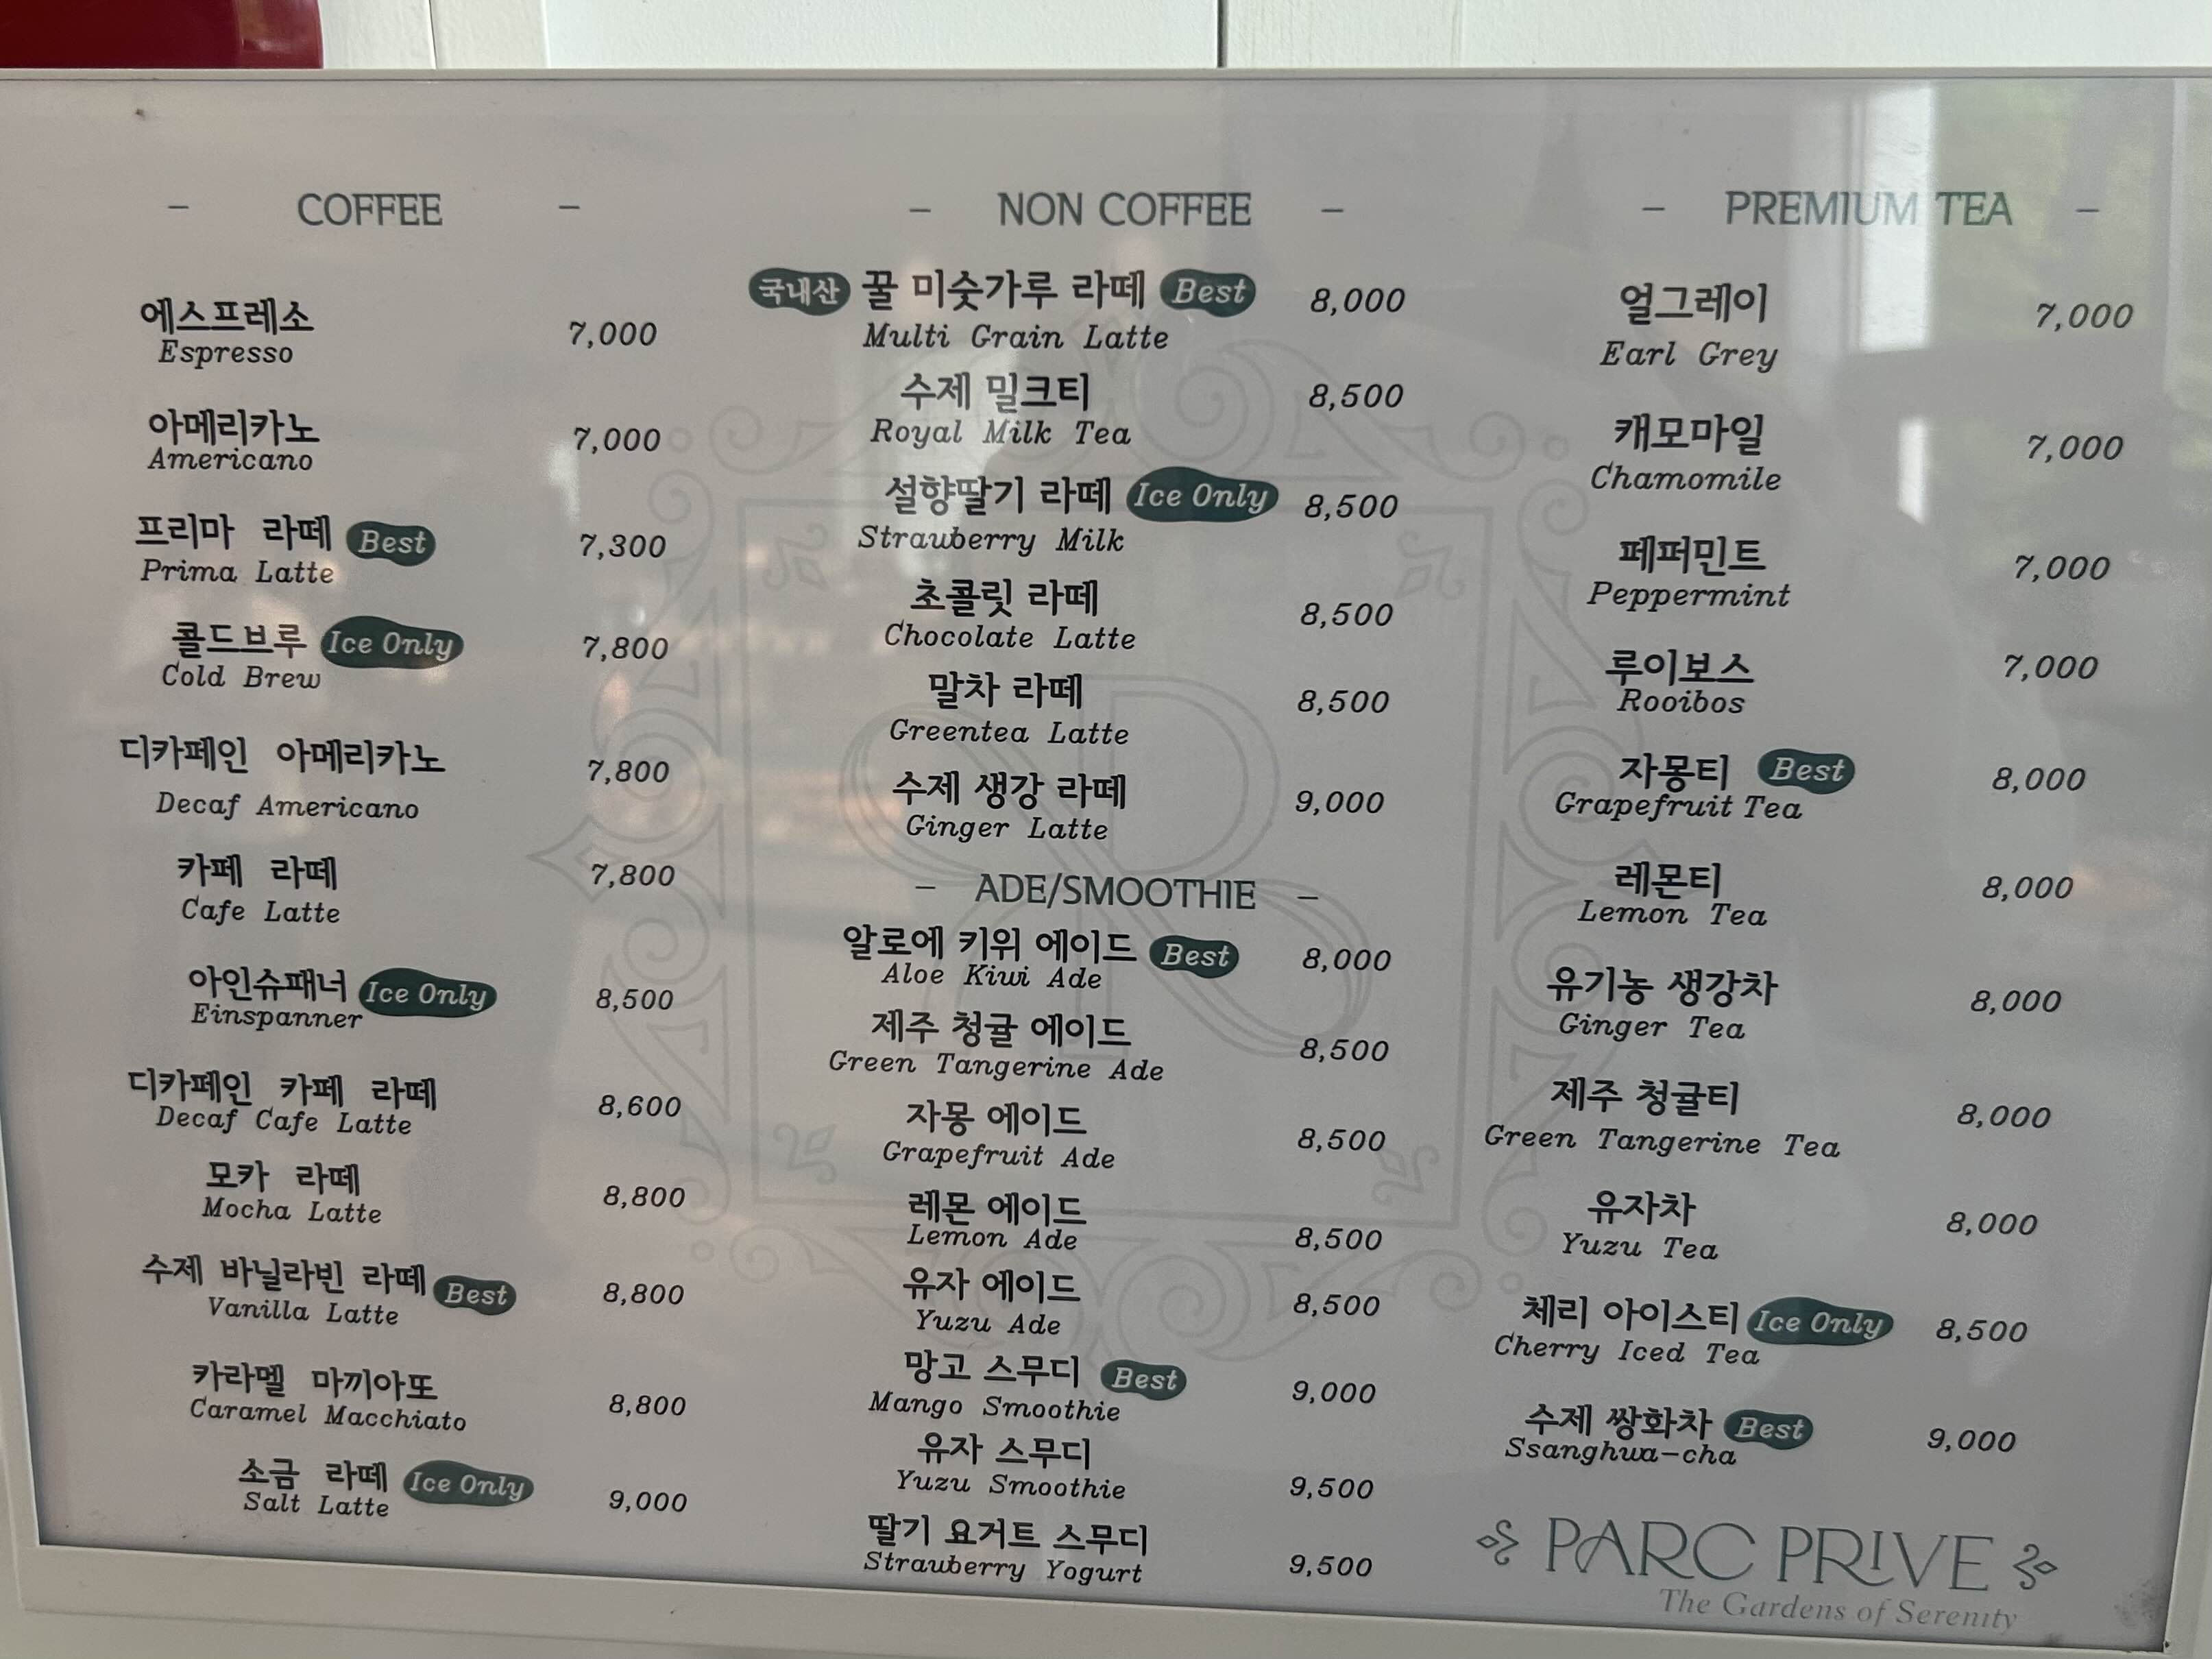 - COFFEE -
에스프레소 7,000
Espresso
아메리카노 7,000
Americano
프리마 라떼 Best 7,300
Prima Latte
콜드브루 Ice Only 7,800
Cold Brew
디카페인 아메리카노 7,800
Decaf Americano
카페 라떼 7,800
Cafe Latte
아인슈패너 Ice Only 8,500
Einspanner
디카페인 카페 라떼 8,600
Decaf Cafe Latte
모카 라떼 8,800
Mocha Latte
수제 바닐라빈 라떼 Best 8,800
Vanilla Latte
카라멜 마끼아또 8,800
Caramel Macchiato
소금 라떼 Ice Only 9,000
Salt Latte
- NON COFFEE -
국내산 꿀 미숫가루 라떼 Best 8,000
Multi Grain Latte
수제 밀크티 8,500
Royal Milk Tea
설향딸기 라떼 Ice Only 8,500
Strawberry Milk
초콜릿 라떼 8,500
Chocolate Latte
말차 라떼 8,500
Greentea Latte
수제 생강 라떼 9,000
Ginger Latte
- ADE/SMOOTHIE -
알로에 키위 에이드 Best 8,000
Aloe Kiwi Ade
제주 청귤 에이드 8,500
Green Tangerine Ade
자몽 에이드 8,500
Grapefruit Ade
레몬 에이드 8,500
Lemon Ade
유자 에이드 8,500
Yuzu Ade
망고 스무디 Best 9,000
Mango Smoothie
유자 스무디 9,500
Yuzu Smoothie
딸기 요거트 스무디 9,500
Strawberry Yogurt
- PREMIUM TEA -
얼그레이 7,000
Earl Grey
캐모마일 7,000
Chamomile
페퍼민트 7,000
Peppermint
루이보스 7,000
Rooibos
자몽티 Best 8,000
Grapefruit Tea
레몬티 8,000
Lemon Tea
유기농 생강차 8,000
Ginger Tea
제주 청귤티 8,000
Green Tangerine Tea
유자차 8,000
Yuzu Tea
체리 아이스티 Ice Only 8,500
Cherry Iced Tea
수제 쌍화차 Best 9,000
Ssanghwa-cha
PARC PRIVE
The Gardens of Serenity